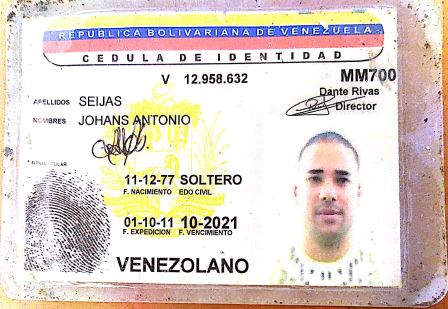 REPUBLICA BOLIVARIANA DE VENEZUELA
CEDULA DE IDENTIDAD
V 12.958.632
MM700
Dante Rivas
Director
APELLIDOS SEIJAS
NOMBRES JOHANS ANTONIO
FIRMA TITULAR
11-12-77 SOLTERO
F. NACIMIENTO EDO CIVIL
01-10-11 10-2021
F. EXPEDICION F. VENCIMIENTO
VENEZOLANO